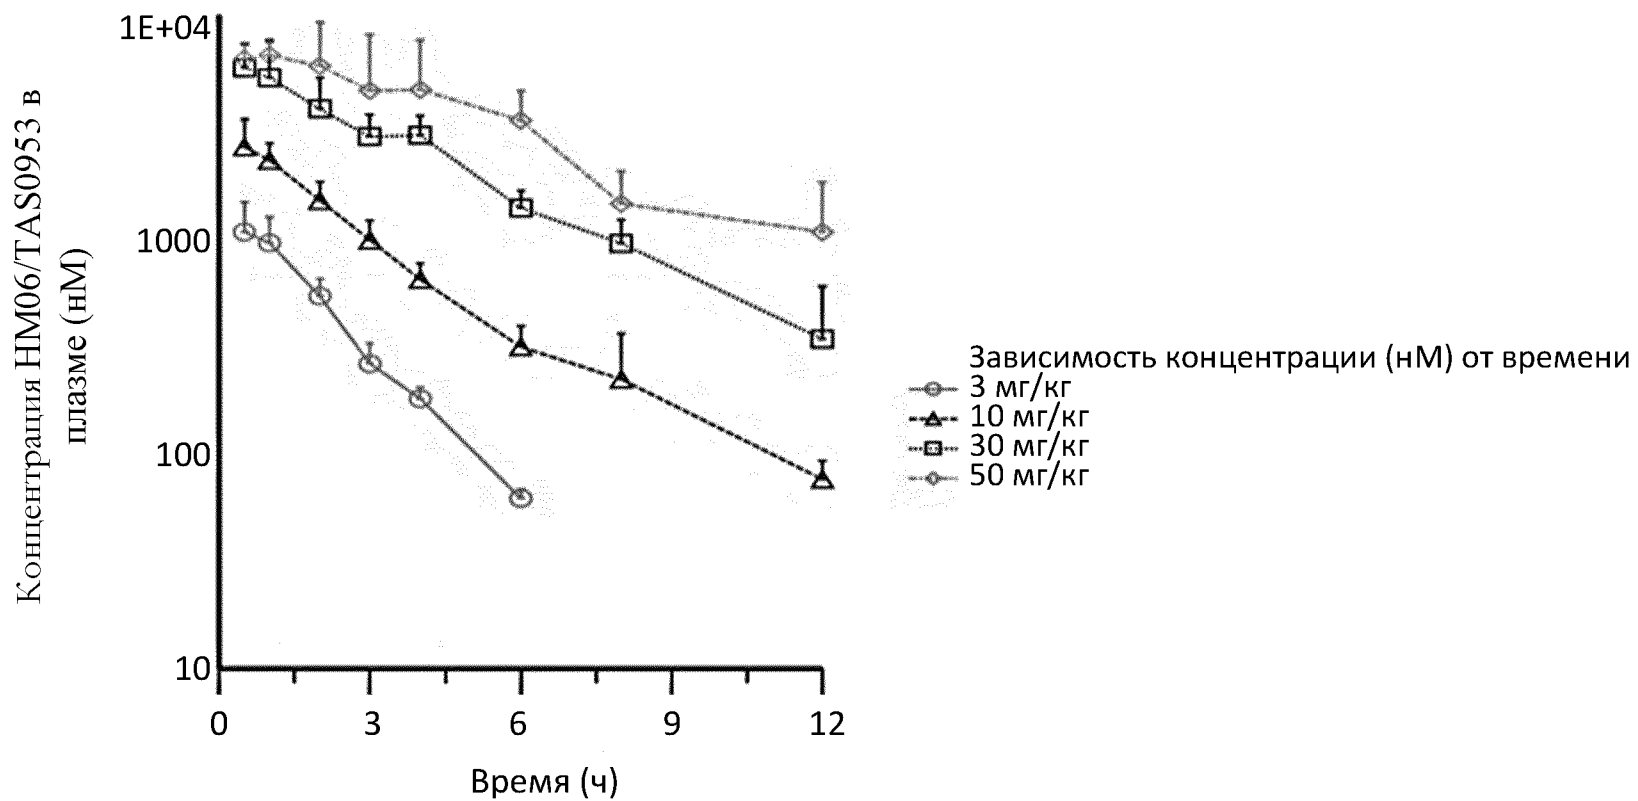 Концентрация HM06/TAS0953 в
плазме (нМ)
1E+04
1000
100
10
0 3 6 9 12
Время (ч)
Зависимость концентрации (нМ) от времени
3 мг/кг
10 мг/кг
30 мг/кг
50 мг/кг